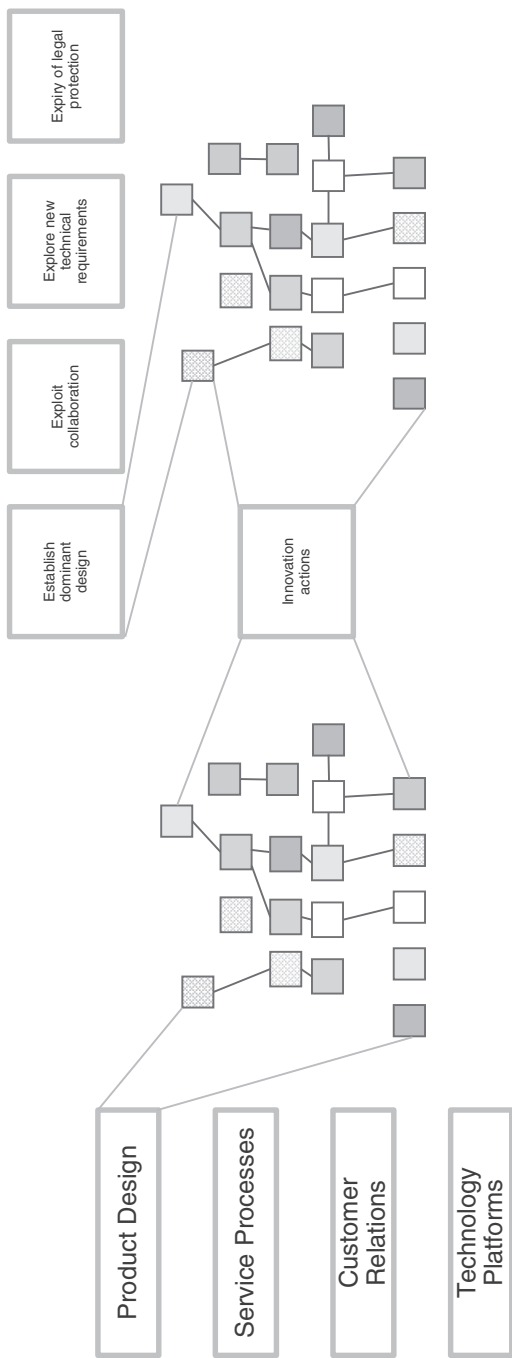 Product Design
Service Processes
Customer
Relations
Technology
Platforms
Innovation
actions
Establish
dominant
design
Exploit
collaboration
Explore new
technical
requirements
Expiry of legal
protection